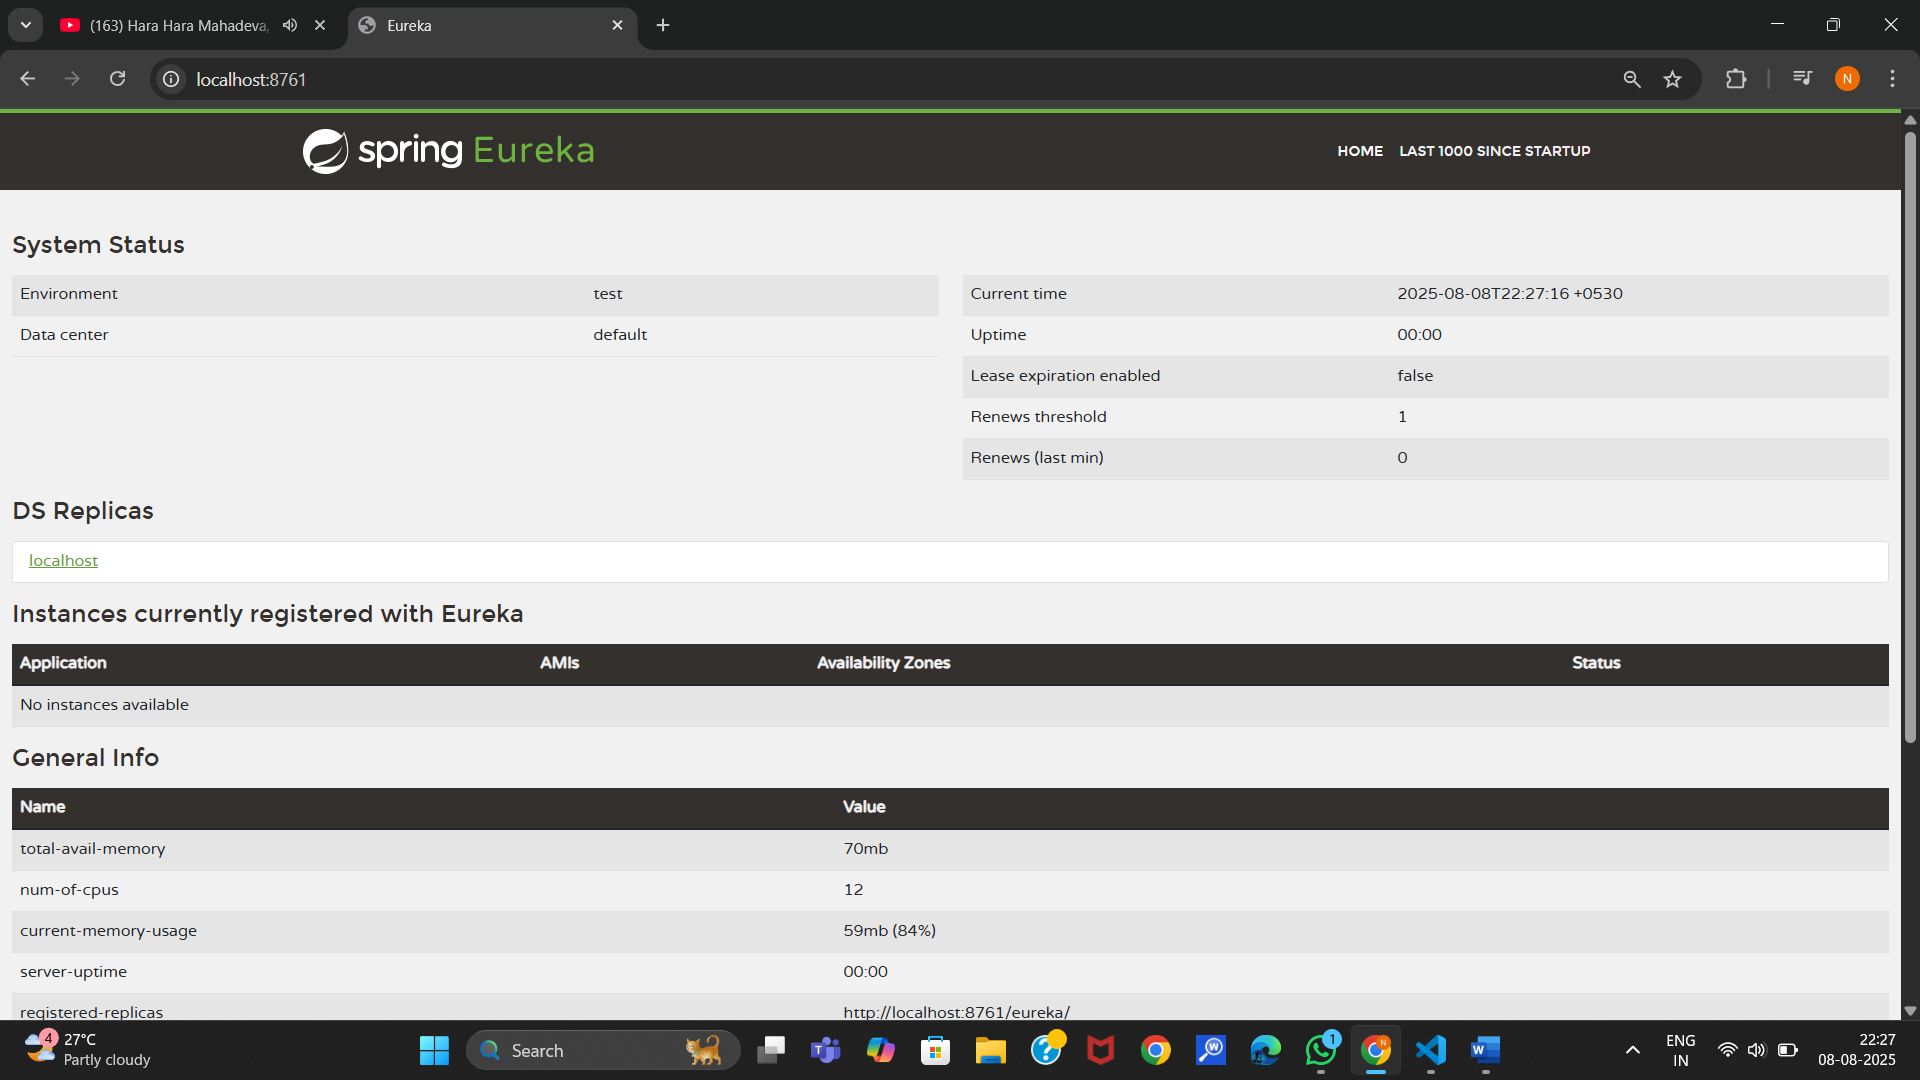 (163) Hara Hara Mahadeva,
Eureka
localhost:8761
N
spring Eureka
HOME LAST 1000 SINCE STARTUP
System Status
Environment test
Data center default
Current time 2025-08-08T22:27:16 +0530
Uptime 00:00
Lease expiration enabled false
Renews threshold 1
Renews (last min) 0
DS Replicas
localhost
Instances currently registered with Eureka
Application AMIs Availability Zones Status
No instances available
General Info
Name Value
total-avail-memory 70mb
num-of-cpus 12
current-memory-usage 59mb (84%)
server-uptime 00:00
registered-replicas http://localhost:8761/eureka/
4
27°C
Partly cloudy
Search
1
ENG
IN
22:27
08-08-2025